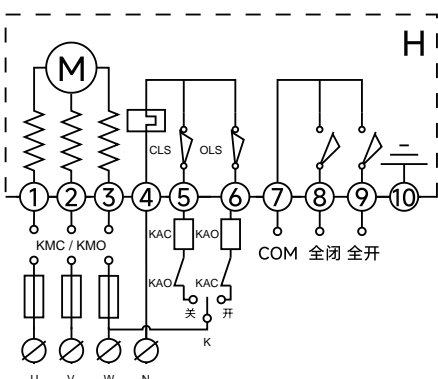 H
M
CLS OLS
1 2 3 4 5 6 7 8 9 10
KMC / KMO KAC KAO
COM 全闭 全开
KAO KAC
关 开
K
U V W N